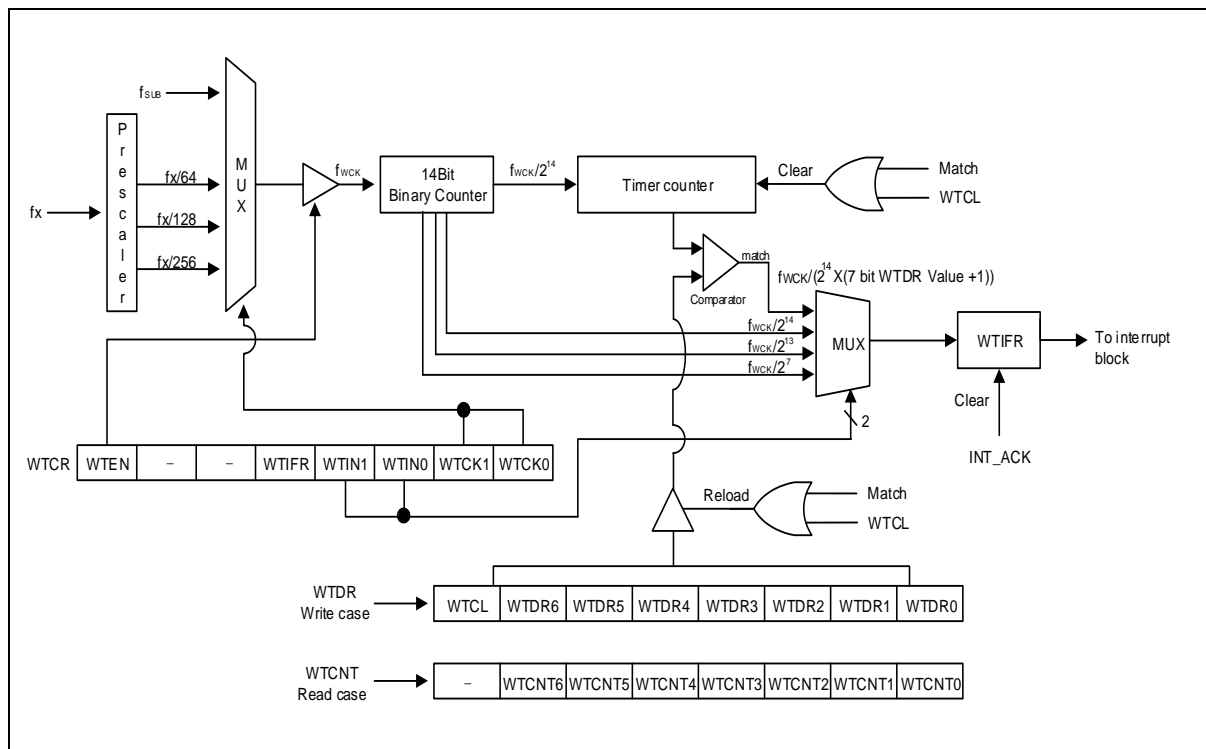 fSUB
Prescaler
fx
fx/64
fx/128
fx/256
MUX
fWCK
14Bit
Binary Counter
fWCK/2^14
Timer counter
Clear
Match
WTCL
match
Comparator
fWCK/(2^14 X(7 bit WTDR Value +1))
fWCK/2^14
fWCK/2^13
fWCK/2^7
MUX
2
WTIFR
To interrupt
block
Clear
INT_ACK
WTCR WTEN – – WTIFR WTIN1 WTIN0 WTCK1 WTCK0
Reload
Match
WTCL
WTDR
Write case
WTCL WTDR6 WTDR5 WTDR4 WTDR3 WTDR2 WTDR1 WTDR0
WTCNT
Read case
– WTCNT6 WTCNT5 WTCNT4 WTCNT3 WTCNT2 WTCNT1 WTCNT0